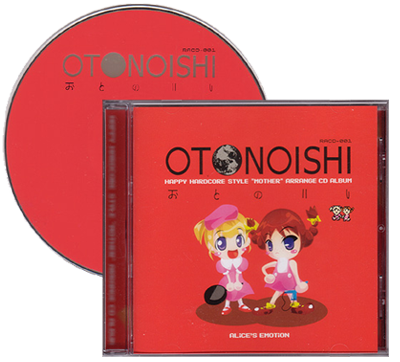 OTONOISHI
おとのいし
OTONOISHI
HAPPY HARDCORE STYLE "MOTHER" ARRANGE CD ALBUM
おとのいし
ALICE'S EMOTION